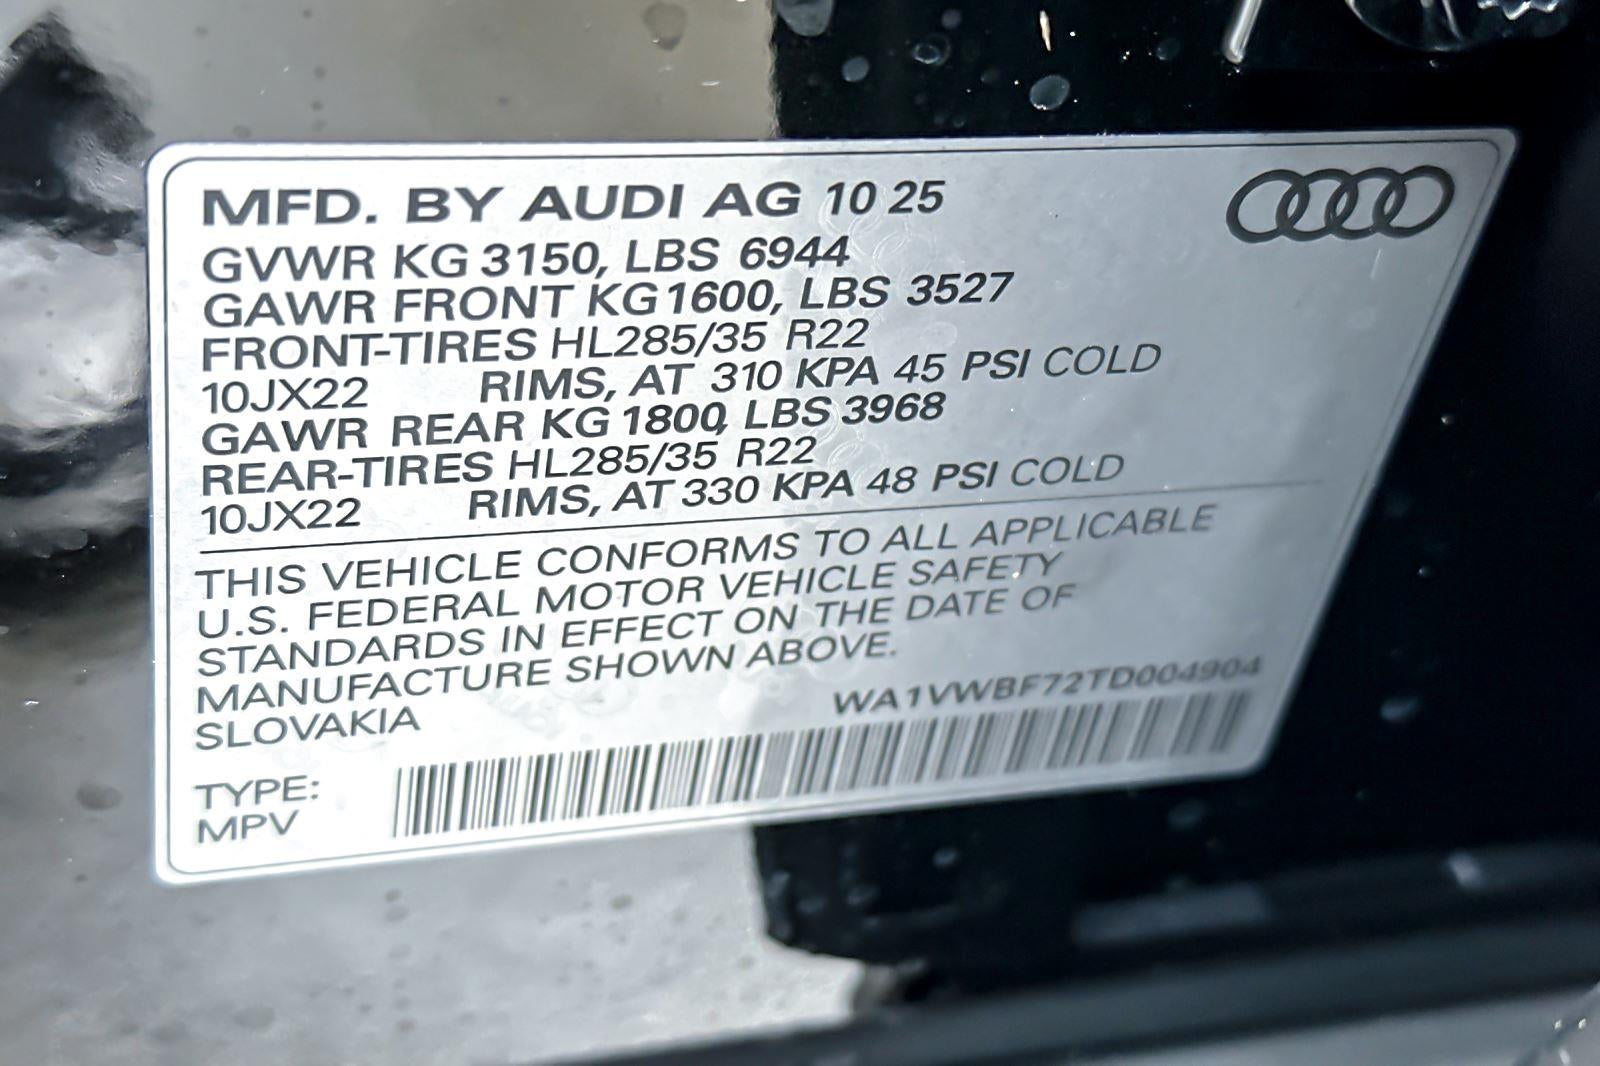 MFD. BY AUDI AG 10 25
GVWR KG 3150, LBS 6944
GAWR FRONT KG 1600, LBS 3527
FRONT-TIRES HL285/35 R22
10JX22 RIMS, AT 310 KPA 45 PSI COLD
GAWR REAR KG 1800, LBS 3968
REAR-TIRES HL285/35 R22
10JX22 RIMS, AT 330 KPA 48 PSI COLD
THIS VEHICLE CONFORMS TO ALL APPLICABLE
U.S. FEDERAL MOTOR VEHICLE SAFETY
STANDARDS IN EFFECT ON THE DATE OF
MANUFACTURE SHOWN ABOVE.
SLOVAKIA WA1VWBF72TD004904
TYPE:
MPV